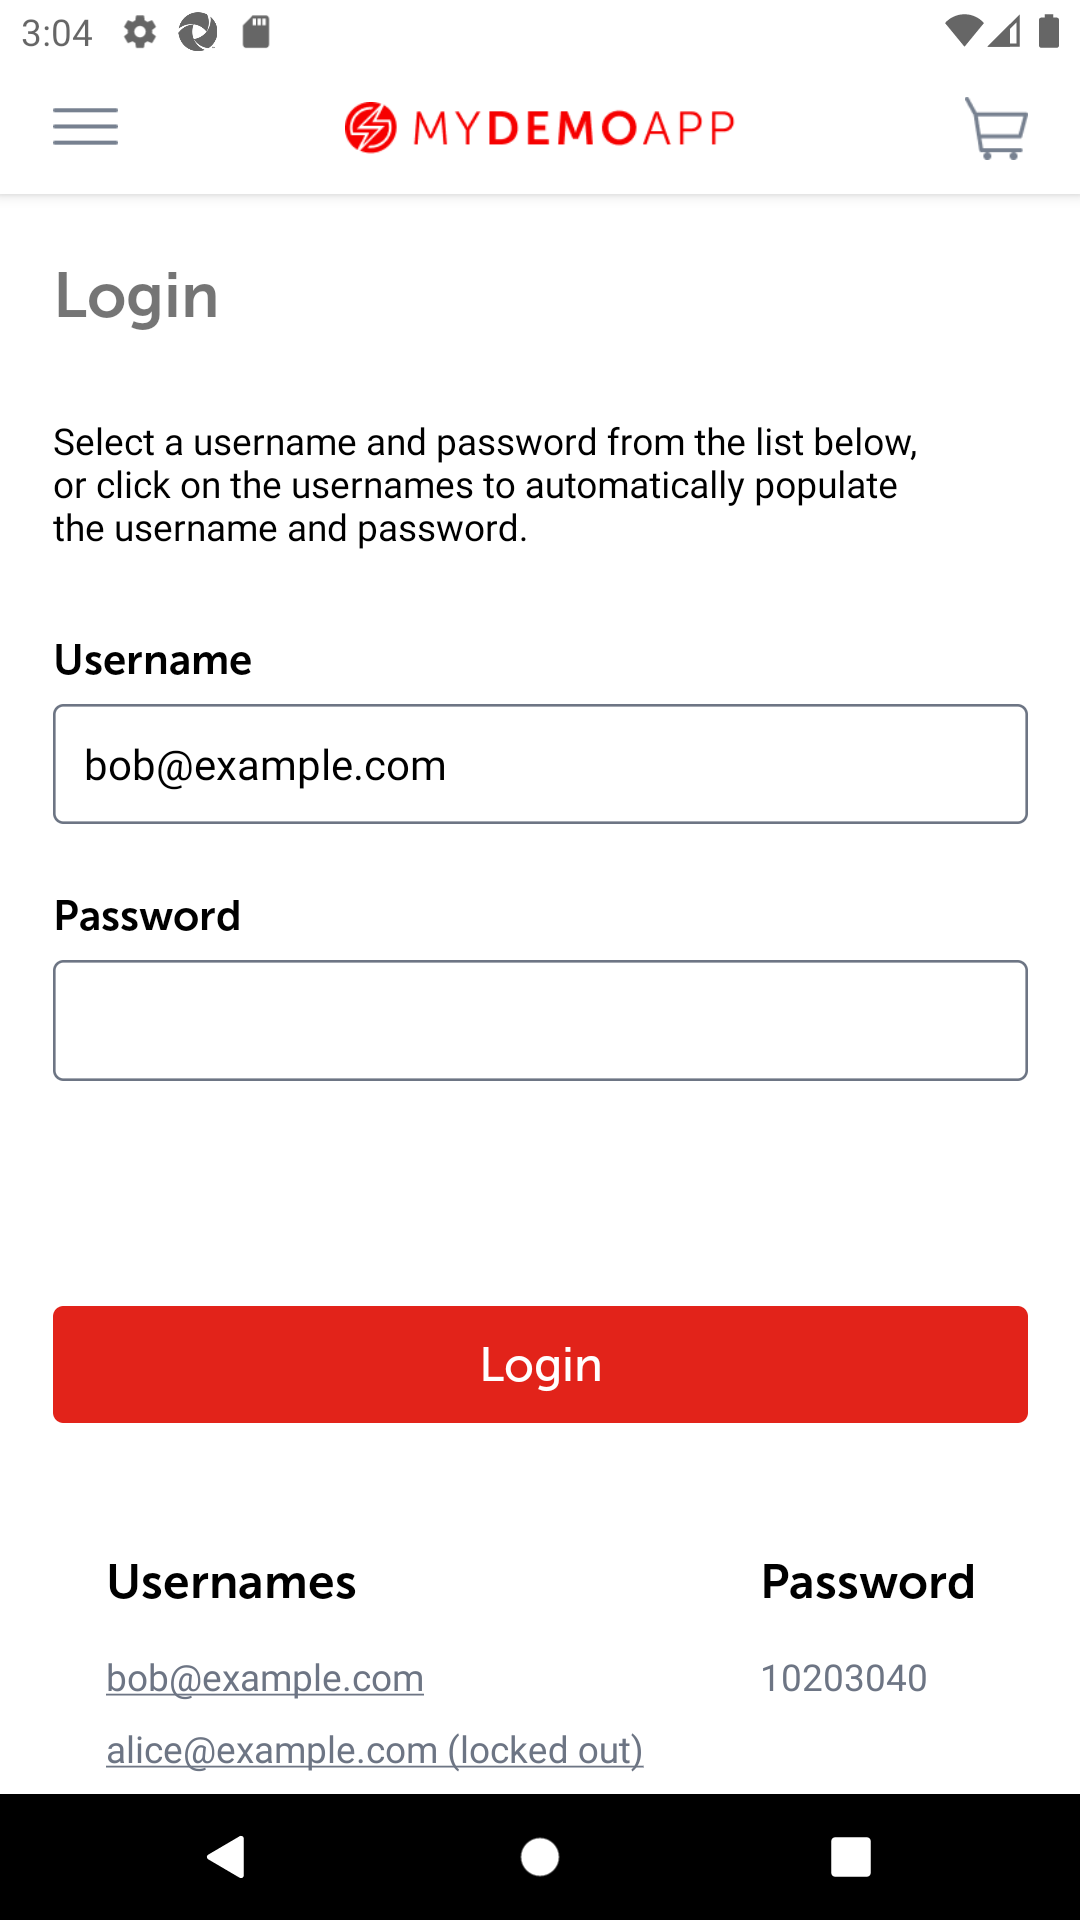 3:04
MYDEMOAPP
Login
Select a username and password from the list below,
or click on the usernames to automatically populate
the username and password.
Username
bob@example.com
Password
Login
Usernames Password
bob@example.com 10203040
alice@example.com (locked out)